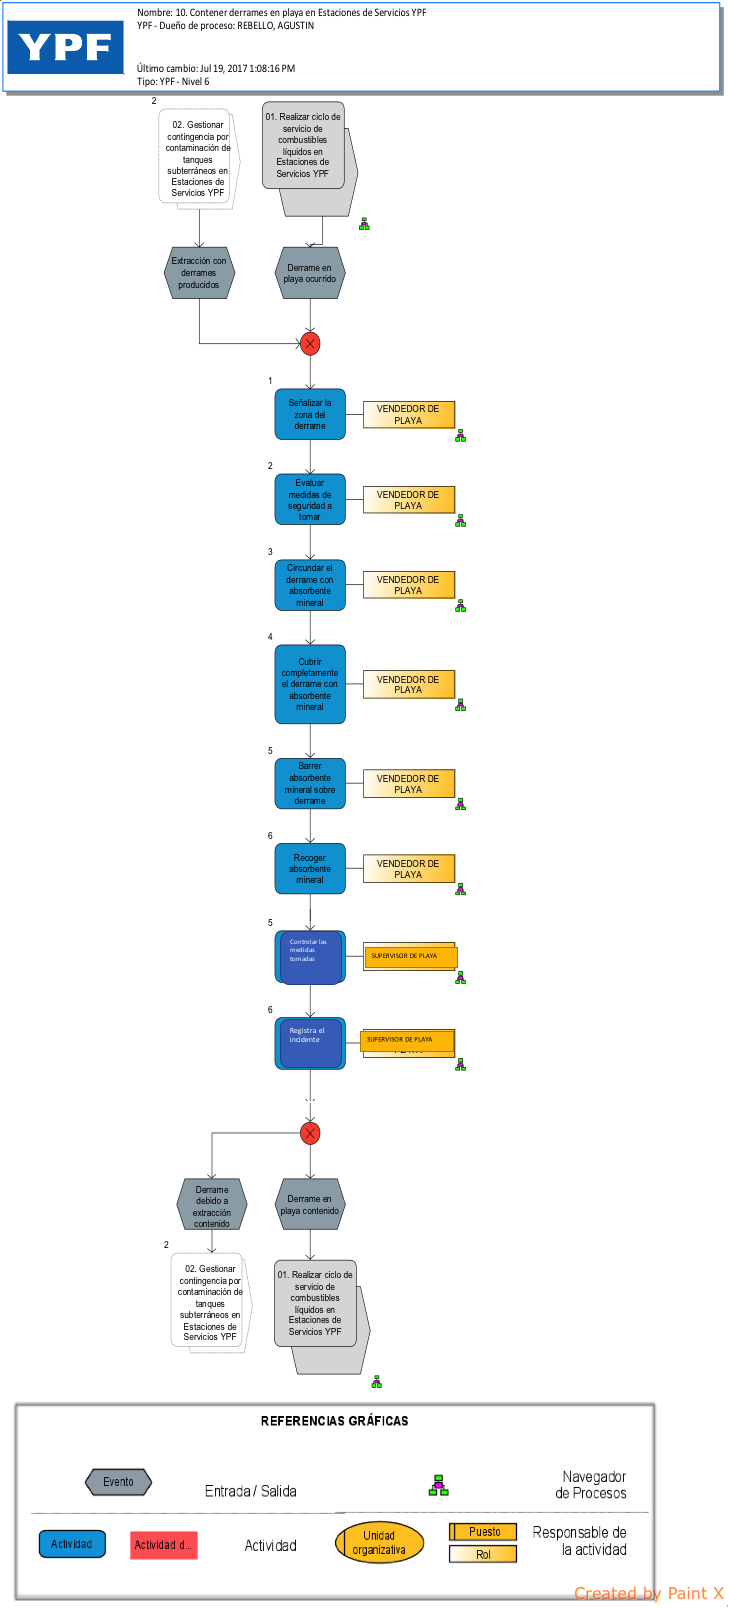 YPF
Nombre: 10. Contener derrames en playa en Estaciones de Servicios YPF
YPF - Dueño de proceso: REBELLO, AGUSTIN
Último cambio: Jul 19, 2017 1:08:16 PM
Tipo: YPF - Nivel 6
2
02. Gestionar
contingencia por
contaminación de
tanques
subterráneos en
Estaciones de
Servicios YPF
01. Realizar ciclo de
servicio de
combustibles
líquidos en
Estaciones de
Servicios YPF
Extracción con
derrames
producidos
Derrame en
playa ocurrido
1
Señalizar la
zona del
derrame
VENDEDOR DE
PLAYA
2
Evaluar
medidas de
seguridad a
tomar
VENDEDOR DE
PLAYA
3
Circundar el
derrame con
absorbente
mineral
VENDEDOR DE
PLAYA
4
Cubrir
completamente
el derrame con
absorbente
mineral
VENDEDOR DE
PLAYA
5
Barrer
absorbente
mineral sobre
derrame
VENDEDOR DE
PLAYA
6
Recoger
absorbente
mineral
VENDEDOR DE
PLAYA
5
Controlar las
medidas
tomadas
SUPERVISOR DE PLAYA
6
Registra el
incidente
SUPERVISOR DE PLAYA
Derrame
debido a
extracción
contenido
Derrame en
playa contenido
2
02. Gestionar
contingencia por
contaminación de
tanques
subterráneos en
Estaciones de
Servicios YPF
01. Realizar ciclo de
servicio de
combustibles
líquidos en
Estaciones de
Servicios YPF
REFERENCIAS GRÁFICAS
Evento
Entrada / Salida
Navegador
de Procesos
Actividad
Actividad d...
Actividad
Unidad
organizativa
Puesto
Rol
Responsable de
la actividad
Created by Paint X